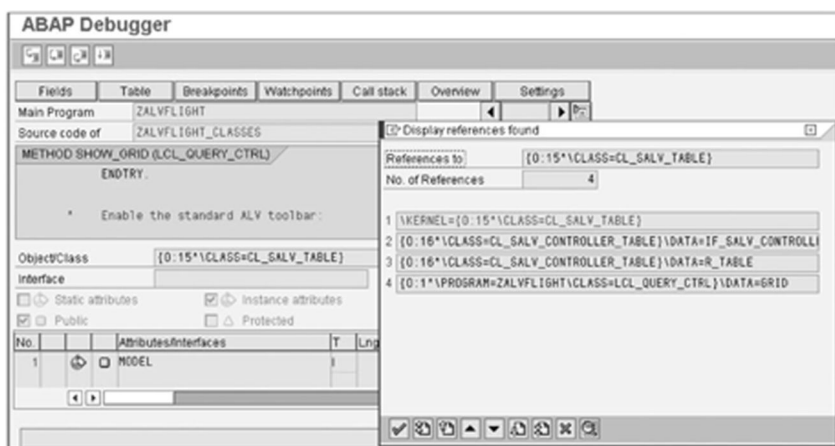 ABAP Debugger
Fields Table Breakpoints Watchpoints Call stack Overview Settings
Main Program ZALVFLIGHT
Source code of ZALVFLIGHT_CLASSES
METHOD SHOW_GRID (LCL_QUERY_CTRL)
ENDTRY.
* Enable the standard ALV toolbar:
Object/Class {O:15*\CLASS=CL_SALV_TABLE}
Interface
Static attributes Instance attributes
Public Protected
No. Attributes/Interfaces T Lng
1 MODEL I
Display references found
References to {O:15*\CLASS=CL_SALV_TABLE}
No. of References 4
1 \KERNEL={O:15*\CLASS=CL_SALV_TABLE}
2 {O:16*\CLASS=CL_SALV_CONTROLLER_TABLE}\DATA=IF_SALV_CONTROLL
3 {O:16*\CLASS=CL_SALV_CONTROLLER_TABLE}\DATA=R_TABLE
4 {O:1*\PROGRAM=ZALVFLIGHT\CLASS=LCL_QUERY_CTRL}\DATA=GRID